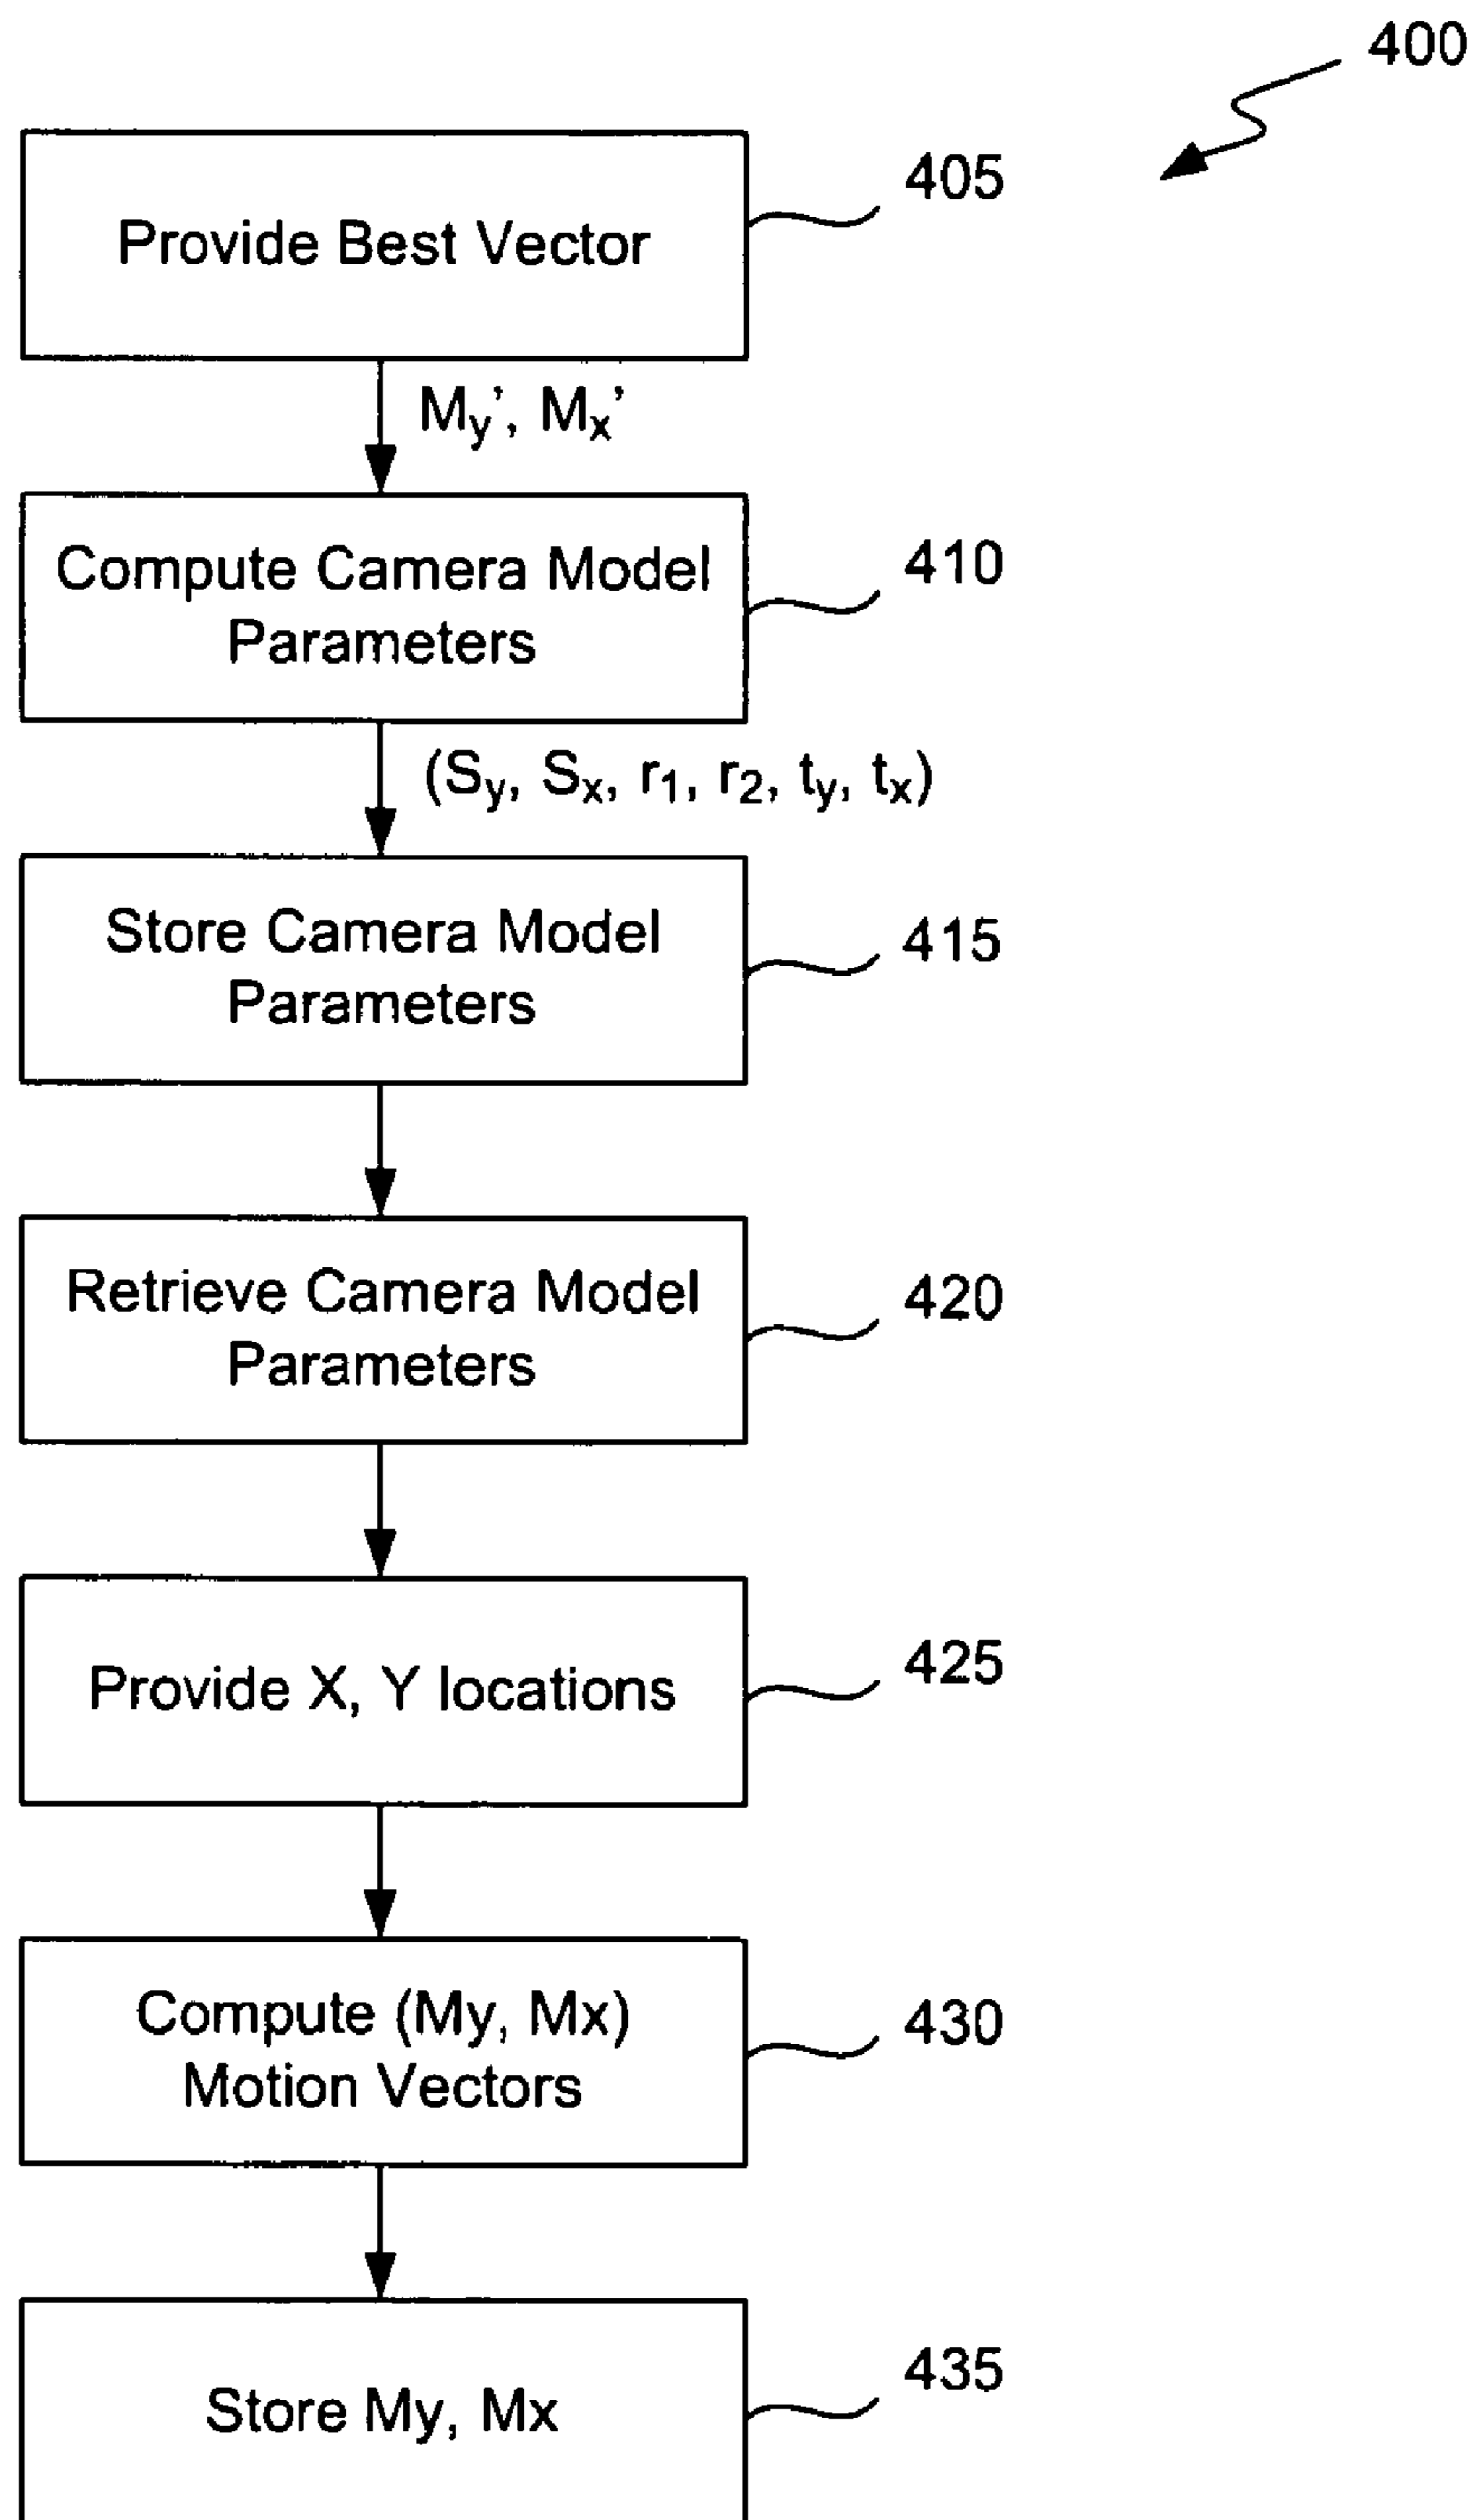 400
405
Provide Best Vector
My', Mx'
410
Compute Camera Model
Parameters
(Sy, Sx, r1, r2, ty, tx)
415
Store Camera Model
Parameters
420
Retrieve Camera Model
Parameters
425
Provide X, Y locations
430
Compute (My, Mx)
Motion Vectors
435
Store My, Mx